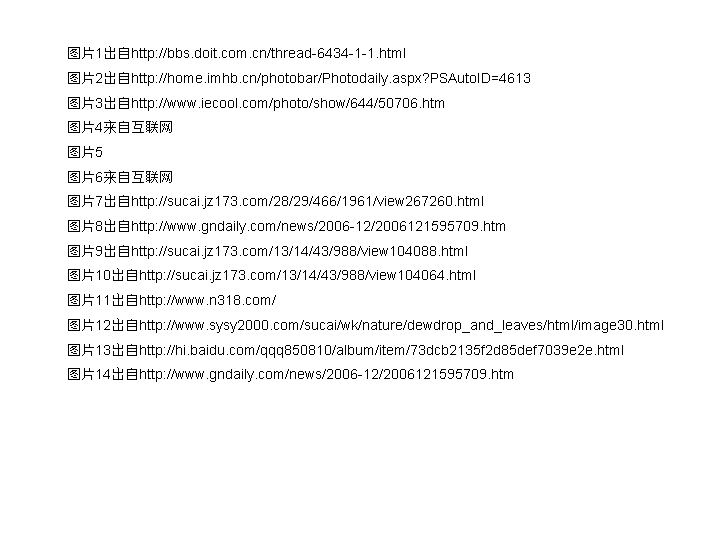 图片1出自http://bbs.doit.com.cn/thread-6434-1-1.html
图片2出自http://home.imhb.cn/photobar/Photodaily.aspx?PSAutoID=4613
图片3出自http://www.iecool.com/photo/show/644/50706.htm
图片4来自互联网
图片5
图片6来自互联网
图片7出自http://sucai.jz173.com/28/29/466/1961/view267260.html
图片8出自http://www.gndaily.com/news/2006-12/2006121595709.htm
图片9出自http://sucai.jz173.com/13/14/43/988/view104088.html
图片10出自http://sucai.jz173.com/13/14/43/988/view104064.html
图片11出自http://www.n318.com/
图片12出自http://www.sysy2000.com/sucai/wk/nature/dewdrop_and_leaves/html/image30.html
图片13出自http://hi.baidu.com/qqq850810/album/item/73dcb2135f2d85def7039e2e.html
图片14出自http://www.gndaily.com/news/2006-12/2006121595709.htm